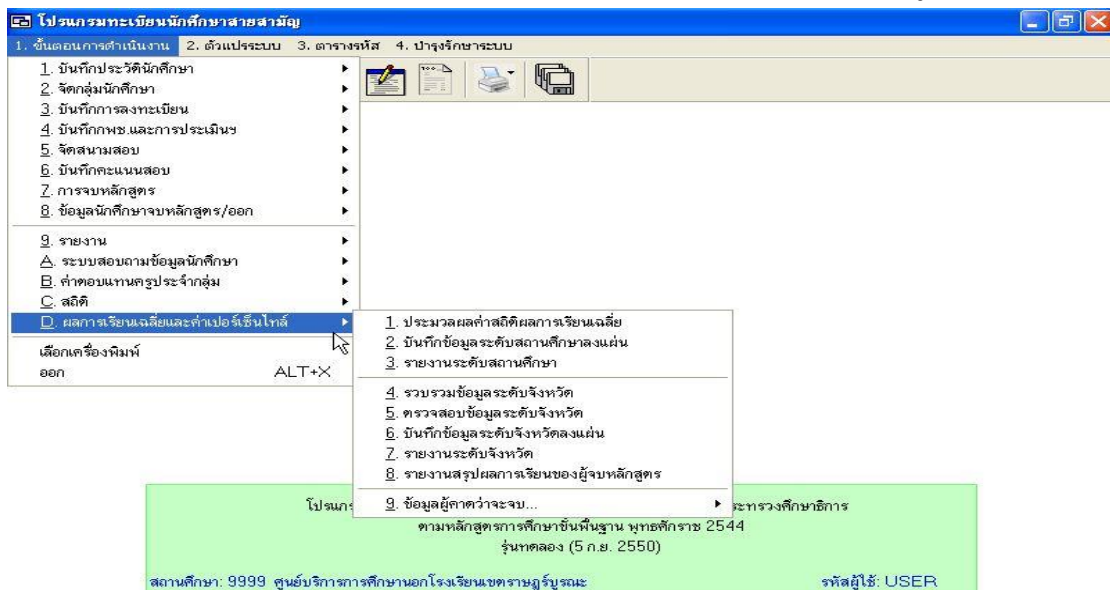 โปรแกรมทะเบียนนักศึกษาสายสามัญ
1. ขั้นตอนการดำเนินงาน 2. ตัวแปรระบบ 3. ตารางรหัส 4. บำรุงรักษาระบบ
1. บันทึกประวัตินักศึกษา
2. จัดกลุ่มนักศึกษา
3. บันทึกการลงทะเบียน
4. บันทึกกพช.และการประเมินฯ
5. จัดสนามสอบ
6. บันทึกคะแนนสอบ
7. การจบหลักสูตร
8. ข้อมูลนักศึกษาจบหลักสูตร/ออก
9. รายงาน
A. ระบบสอบถามข้อมูลนักศึกษา
B. ค่าตอบแทนครูประจำกลุ่ม
C. สถิติ
D. ผลการเรียนเฉลี่ยและค่าเปอร์เซ็นไทล์
เลือกเครื่องพิมพ์
ออก ALT+X
1. ประมวลผลค่าสถิติผลการเรียนเฉลี่ย
2. บันทึกข้อมูลระดับสถานศึกษาลงแผ่น
3. รายงานระดับสถานศึกษา
4. รวบรวมข้อมูลระดับจังหวัด
5. ตรวจสอบข้อมูลระดับจังหวัด
6. บันทึกข้อมูลระดับจังหวัดลงแผ่น
7. รายงานระดับจังหวัด
8. รายงานสรุปผลการเรียนของผู้จบหลักสูตร
9. ข้อมูลผู้คาดว่าจะจบ...
โปรแกร ะทรวงศึกษาธิการ
ตามหลักสูตรการศึกษาขั้นพื้นฐาน พุทธศักราช 2544
รุ่นทดลอง (5 ก.ย. 2550)
สถานศึกษา: 9999 ศูนย์บริการการศึกษานอกโรงเรียนเขตราษฎร์บูรณะ รหัสผู้ใช้: USER